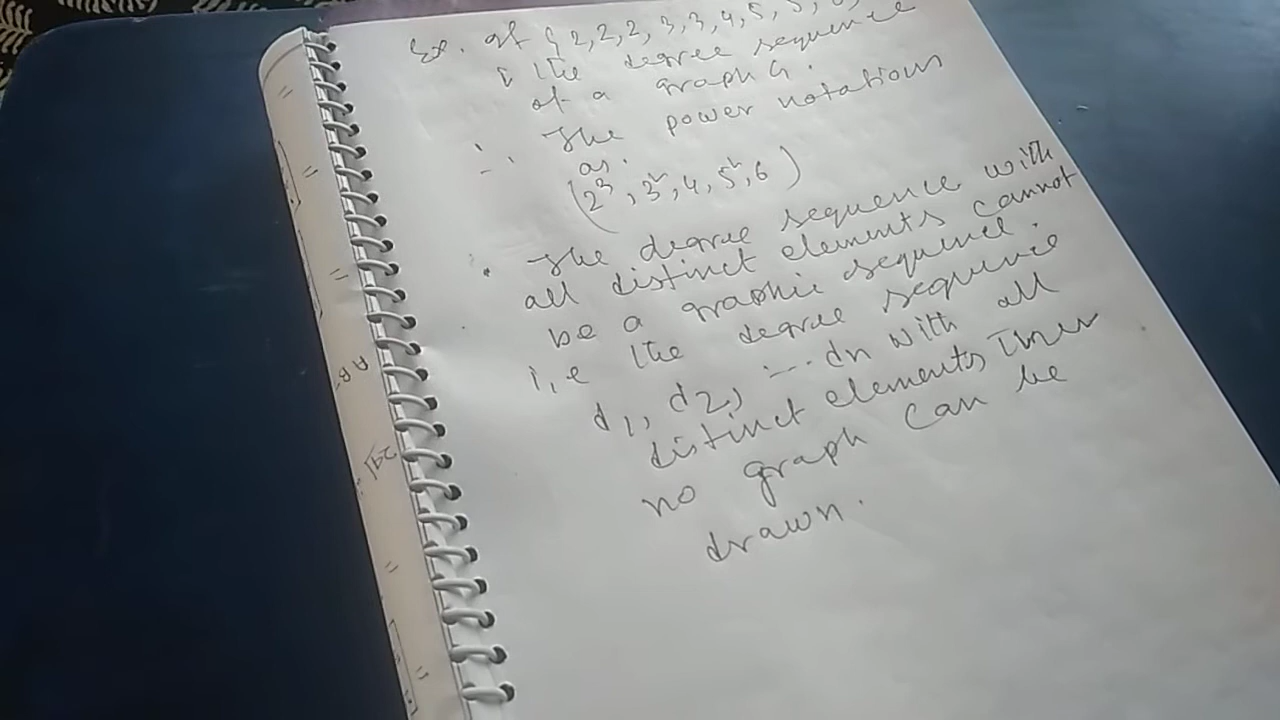 Ex. If { 2, 2, 2, 3, 3, 4, 5, 5, 6
is the degree sequence
of a graph G.
∴ The power notations
as.
(2³, 3², 4, 5², 6)
. The degree sequence with
all distinct elements cannot
be a graphic sequence.
i,e the degree sequence
d1, d2, ---- dn with all
distinct elements, Then
no graph can be
drawn.